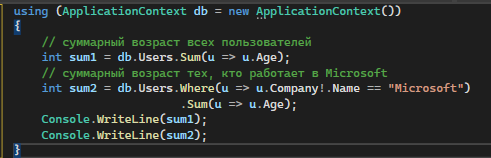 using (ApplicationContext db = new ApplicationContext())
{
    // суммарный возраст всех пользователей
    int sum1 = db.Users.Sum(u => u.Age);
    // суммарный возраст тех, кто работает в Microsoft
    int sum2 = db.Users.Where(u => u.Company!.Name == "Microsoft")
                        .Sum(u => u.Age);
    Console.WriteLine(sum1);
    Console.WriteLine(sum2);
}